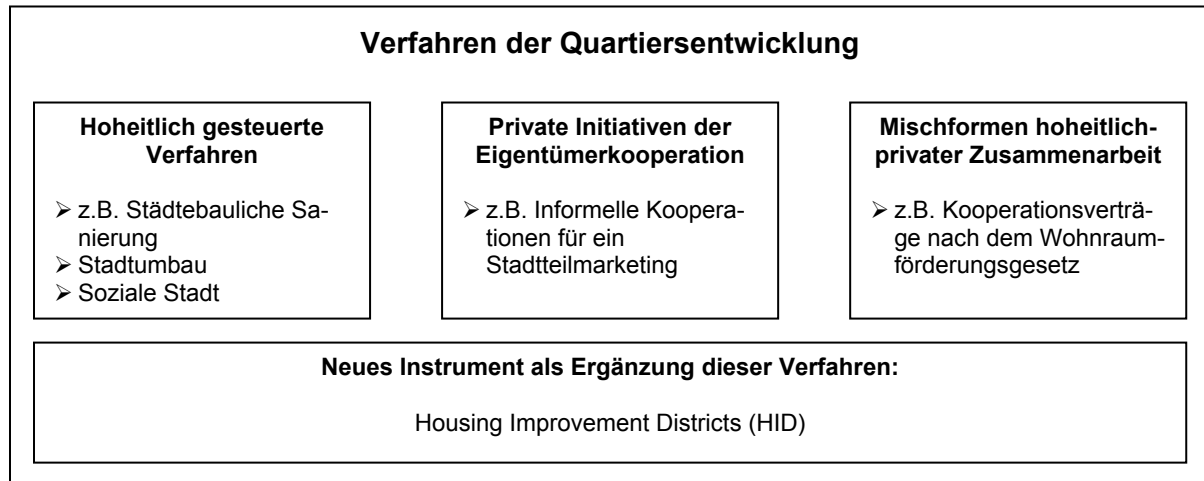 Verfahren der Quartiersentwicklung
Hoheitlich gesteuerte
Verfahren
➢ z.B. Städtebauliche Sa-
nierung
➢ Stadtumbau
➢ Soziale Stadt
Private Initiativen der
Eigentümerkooperation
➢ z.B. Informelle Koopera-
tionen für ein
Stadtteilmarketing
Mischformen hoheitlich-
privater Zusammenarbeit
➢ z.B. Kooperationsverträ-
ge nach dem Wohnraum-
förderungsgesetz
Neues Instrument als Ergänzung dieser Verfahren:
Housing Improvement Districts (HID)